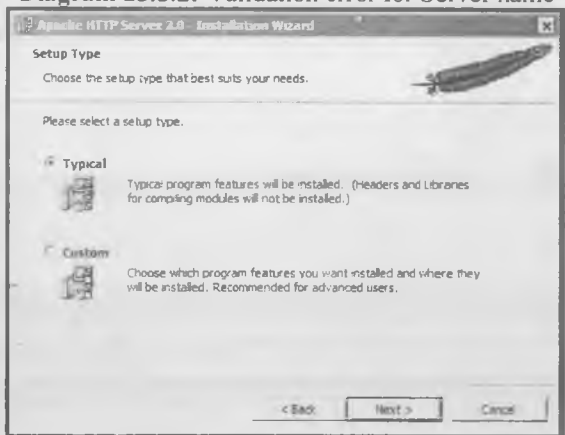 Apache HTTP Server 2.0 - Installation Wizard
Setup Type
Choose the setup type that best suits your needs.
Please select a setup type.
Typical
Typical program features will be installed. (Headers and Libraries
for compiling modules will not be installed.)
Custom
Choose which program features you want installed and where they
will be installed. Recommended for advanced users.
< Back
Next >
Cancel